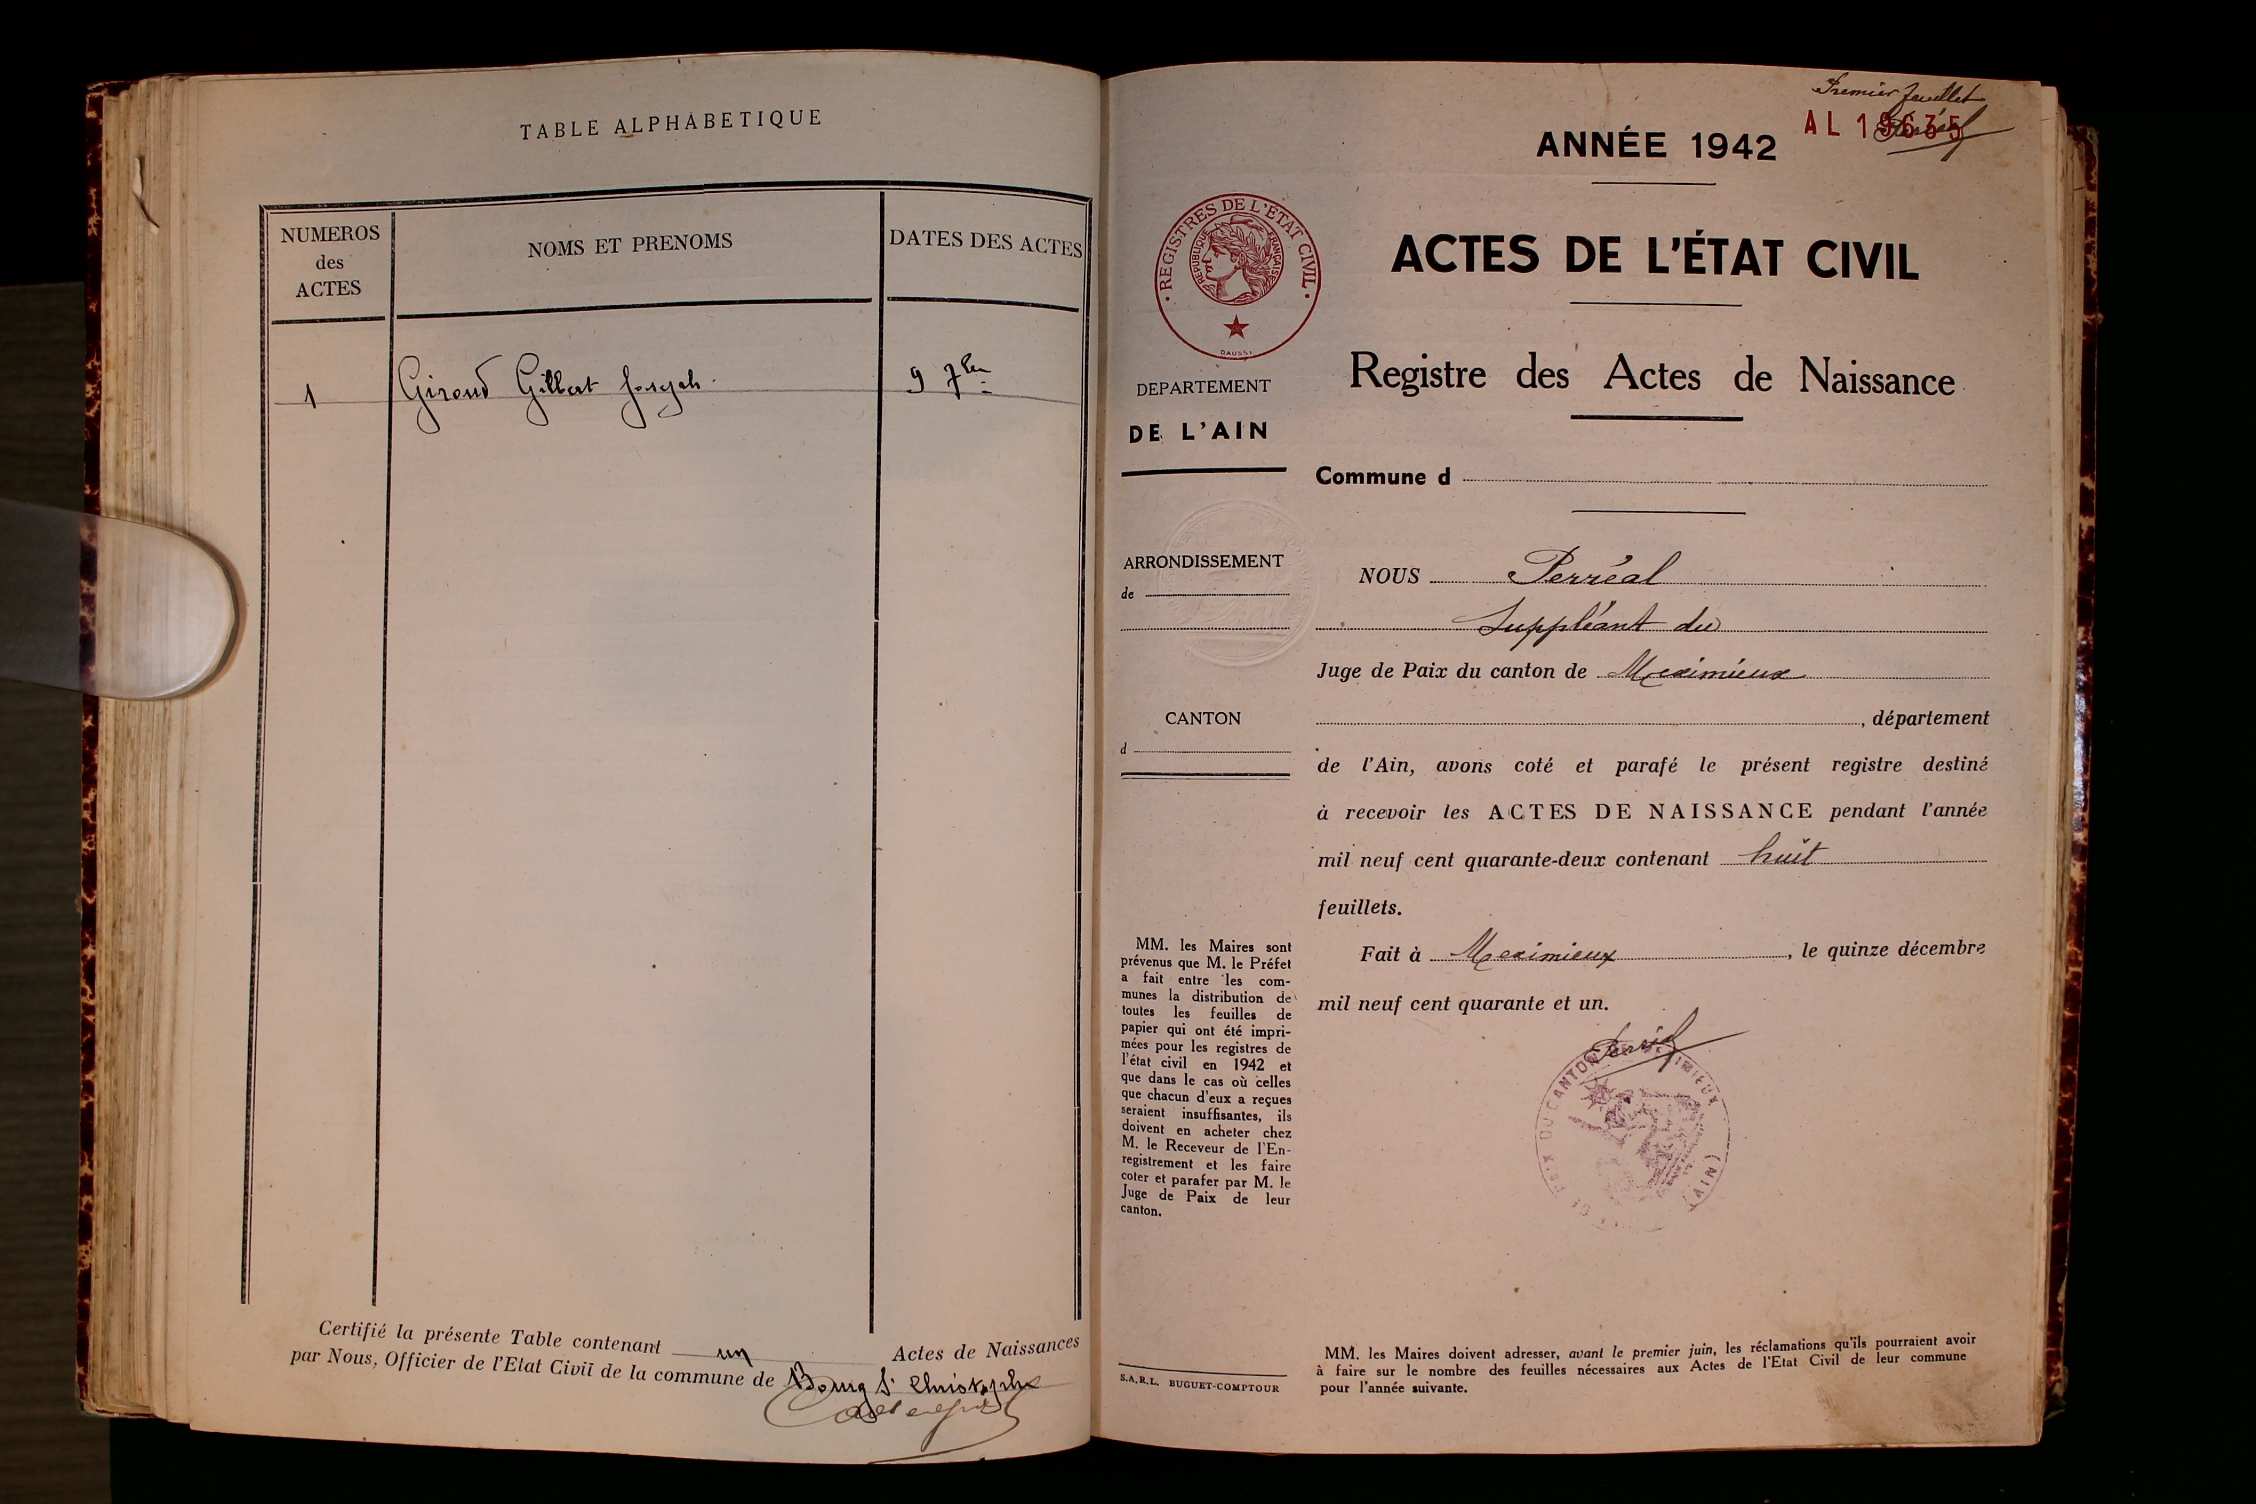 TABLE ALPHABETIQUE
NUMEROS
des
ACTES
NOMS ET PRENOMS
DATES DES ACTES
1
Giroud Gilbert Joseph
9 7bre
Certifié la présente Table contenant un Actes de Naissances
par Nous, Officier de l'Etat Civil de la commune de Bourg St Christophe
Premier feuillet
AL 19635
ANNÉE 1942
REGISTRES DE L'ÉTAT CIVIL
RÉPUBLIQUE FRANÇAISE
DAUSSI
ACTES DE L'ÉTAT CIVIL
Registre des Actes de Naissance
DEPARTEMENT
DE L'AIN
Commune d
ARRONDISSEMENT
de
CANTON
d
NOUS Perréal
Suppléant du
Juge de Paix du canton de Meximieux
, département
de l'Ain, avons coté et parafé le présent registre destiné
à recevoir les ACTES DE NAISSANCE pendant l'année
mil neuf cent quarante-deux contenant huit
feuillets.
Fait à Meximieux, le quinze décembre
mil neuf cent quarante et un.
DU CANTON
(AIN)
MM. les Maires sont
prévenus que M. le Préfet
a fait entre les com-
munes la distribution de
toutes les feuilles de
papier qui ont été impri-
mées pour les registres de
l'état civil en 1942 et
que dans le cas où celles
que chacun d'eux a reçues
seraient insuffisantes, ils
doivent en acheter chez
M. le Receveur de l'En-
registrement et les faire
coter et parafer par M. le
Juge de Paix de leur
canton.
S.A.R.L. BUGUET-COMPTOUR
MM. les Maires doivent adresser, avant le premier juin, les réclamations qu'ils pourraient avoir
à faire sur le nombre des feuilles nécessaires aux Actes de l'Etat Civil de leur commune
pour l'année suivante.